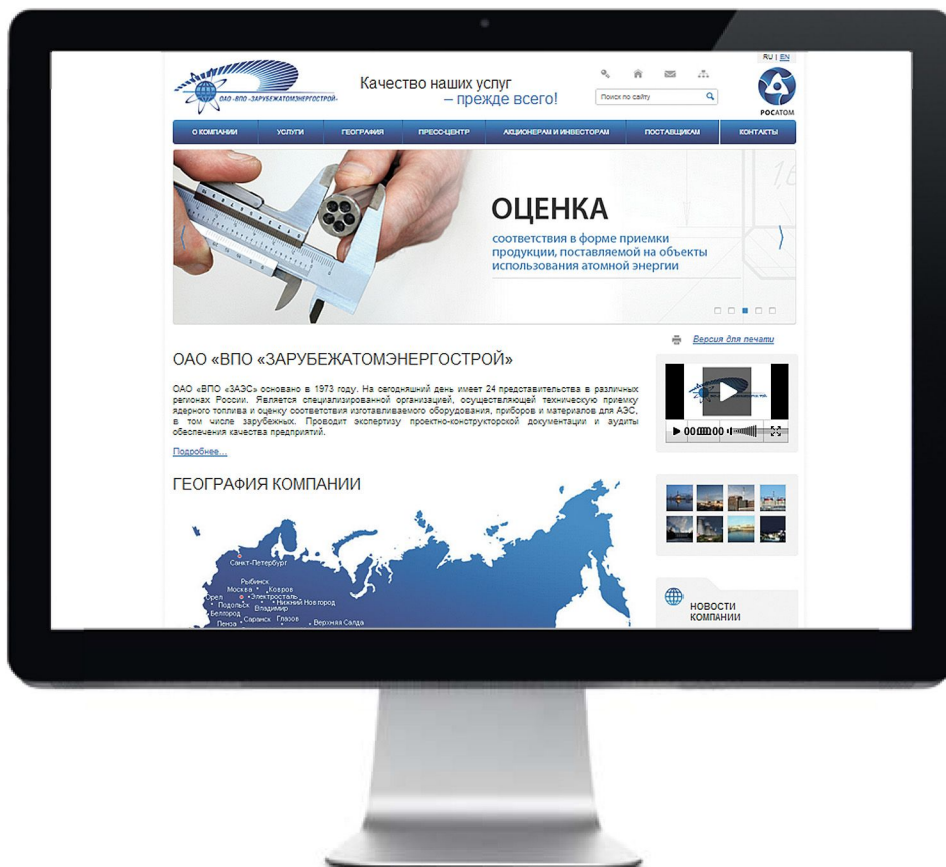 RU | EN
ОАО «ВПО «ЗАРУБЕЖАТОМЭНЕРГОСТРОЙ»
Качество наших услуг
– прежде всего!
Поиск по сайту
РОСАТОМ
О КОМПАНИИ УСЛУГИ ГЕОГРАФИЯ ПРЕСС-ЦЕНТР АКЦИОНЕРАМ И ИНВЕСТОРАМ ПОСТАВЩИКАМ КОНТАКТЫ
ОЦЕНКА
соответствия в форме приемки
продукции, поставляемой на объекты
использования атомной энергии
Версия для печати
ОАО «ВПО «ЗАРУБЕЖАТОМЭНЕРГОСТРОЙ»
ОАО «ВПО «ЗАЭС» основано в 1973 году. На сегодняшний день имеет 24 представительства в различных
регионах России. Является специализированной организацией, осуществляющей техническую приемку
ядерного топлива и оценку соответствия изготавливаемого оборудования, приборов и материалов для АЭС,
в том числе зарубежных. Проводит экспертизу проектно-конструкторской документации и аудиты
обеспечения качества предприятий.
Подробнее...
ГЕОГРАФИЯ КОМПАНИИ
Санкт-Петербург
Рыбинск
Москва Ковров
Орел Электросталь
Подольск Нижний Новгород
Владимир
Белгород
Пенза Саранск Глазов Верхняя Салда
НОВОСТИ
КОМПАНИИ